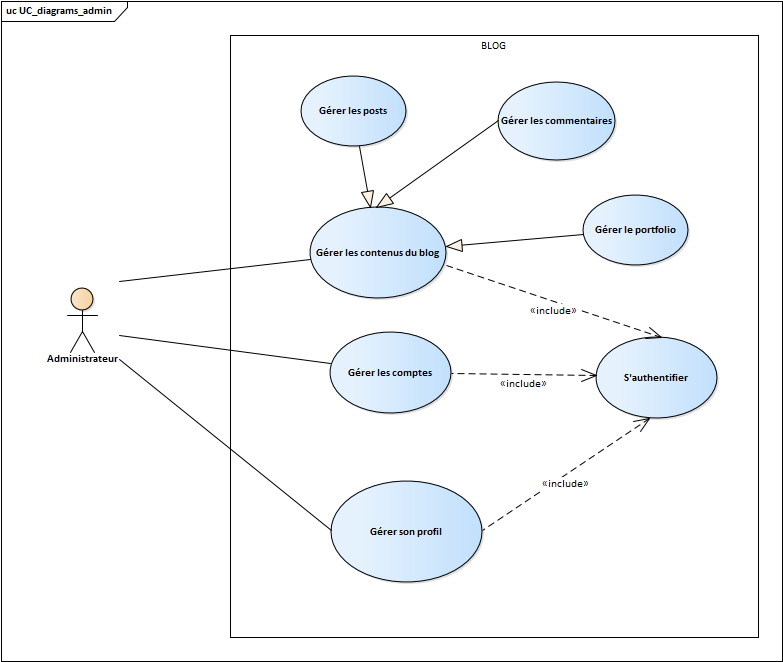 uc UC_diagrams_admin
BLOG
Gérer les posts
Gérer les commentaires
Gérer le portfolio
Gérer les contenus du blog
«include»
Administrateur
Gérer les comptes
S'authentifier
«include»
«include»
Gérer son profil